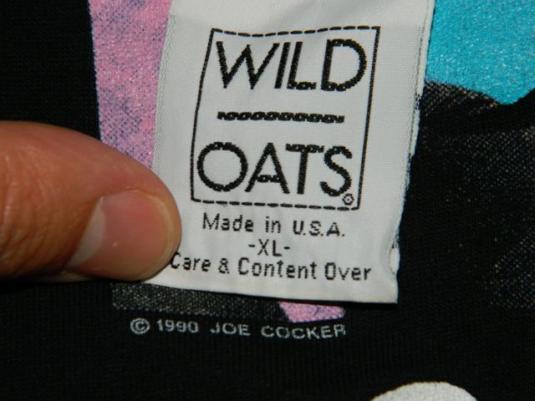 WILD
OATS
Made in U.S.A.
-XL-
Care & Content Over
© 1990 JOE COCKER